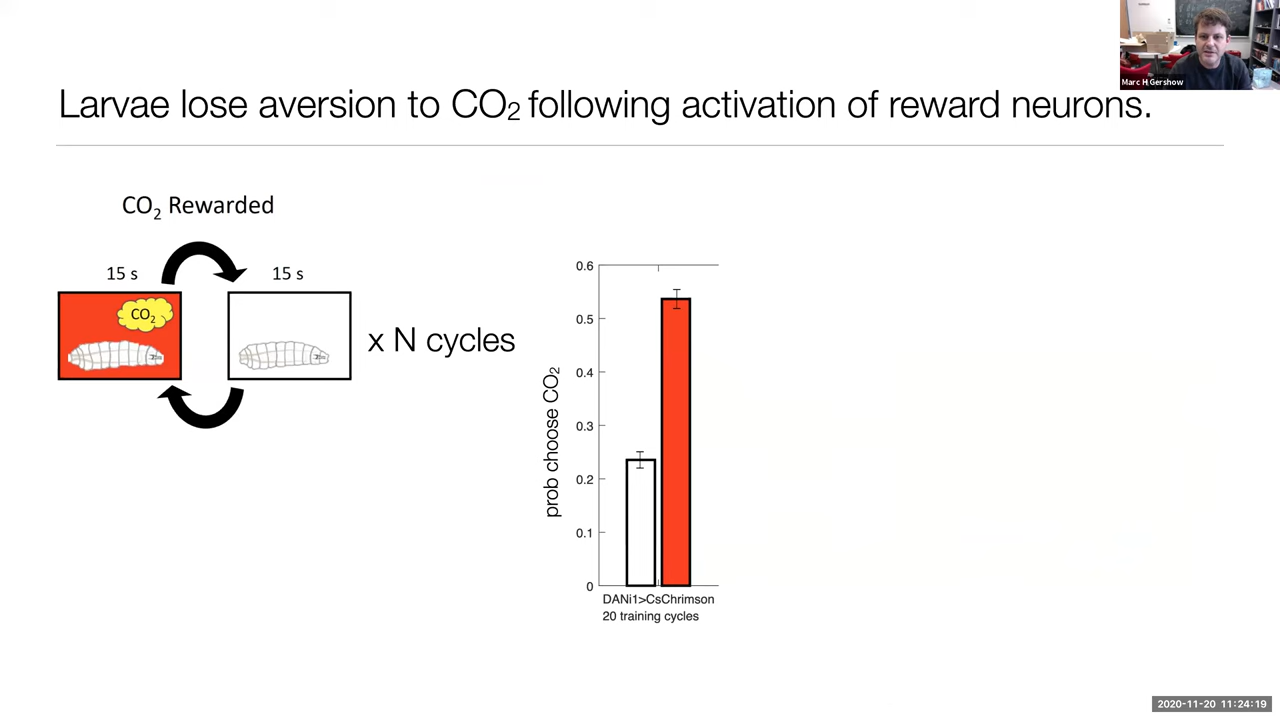 Marc H Gershow
Larvae lose aversion to CO₂ following activation of reward neurons.
CO₂ Rewarded
15 s
15 s
CO₂
x N cycles
prob choose CO₂
0.6
0.5
0.4
0.3
0.2
0.1
0
DANi1>CsChrimson
20 training cycles
2020-11-20 11:24:19